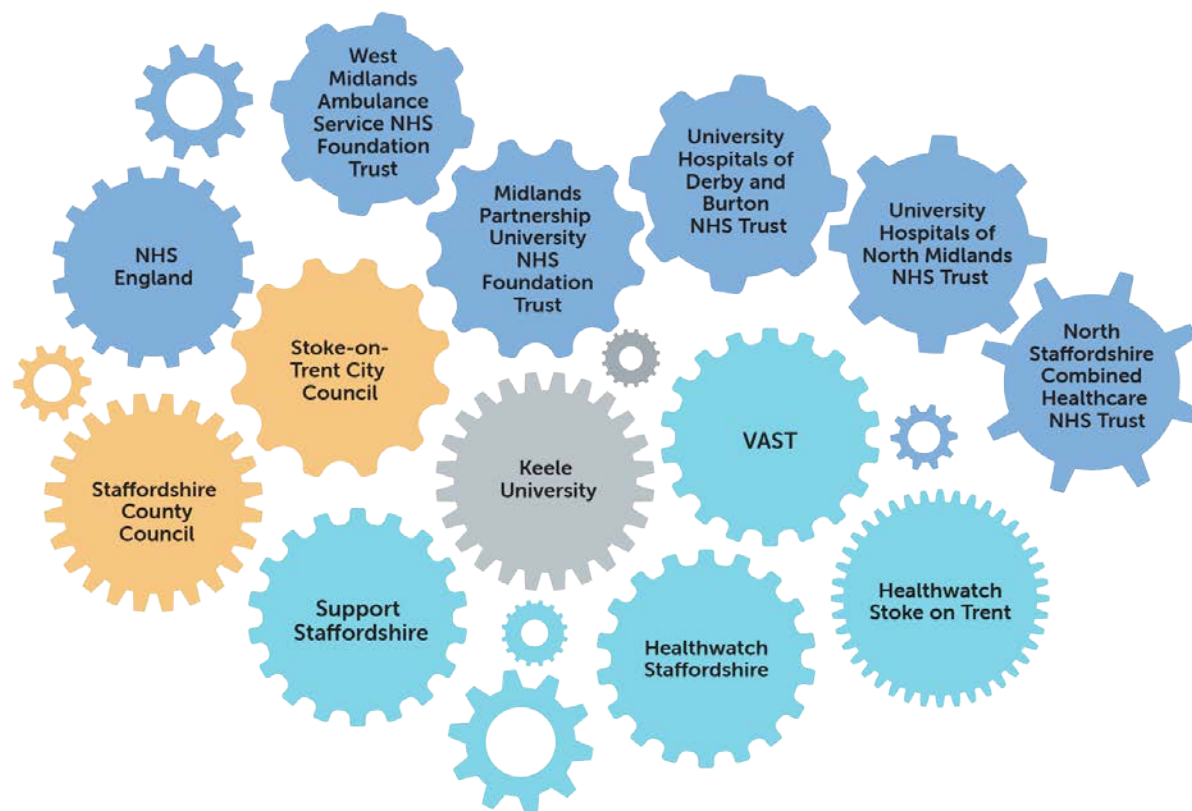 West
Midlands
Ambulance
Service NHS
Foundation
Trust
Midlands
Partnership
University
NHS
Foundation
Trust
University
Hospitals of
Derby and
Burton
NHS Trust
University
Hospitals of
North Midlands
NHS Trust
NHS
England
Stoke-on-
Trent City
Council
North
Staffordshire
Combined
Healthcare
NHS Trust
Staffordshire
County
Council
Keele
University
VAST
Support
Staffordshire
Healthwatch
Staffordshire
Healthwatch
Stoke on Trent